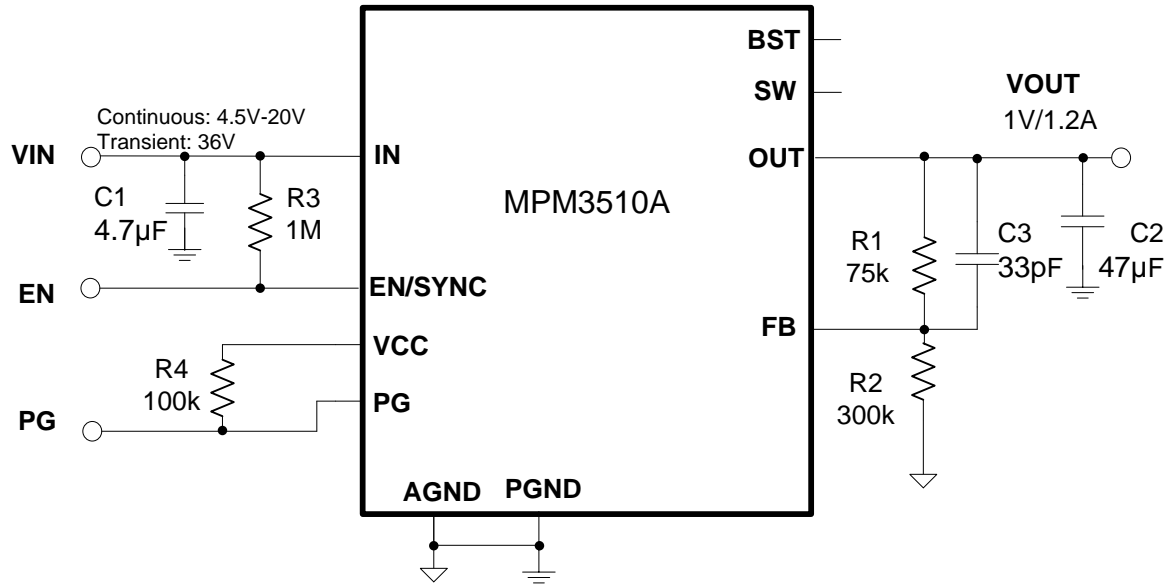 BST
SW
VOUT
1V/1.2A
Continuous: 4.5V-20V
Transient: 36V
VIN
IN
OUT
MPM3510A
C1
4.7µF
R3
1M
R1
75k
C3
33pF
C2
47µF
EN
EN/SYNC
FB
VCC
R4
100k
R2
300k
PG
PG
AGND
PGND